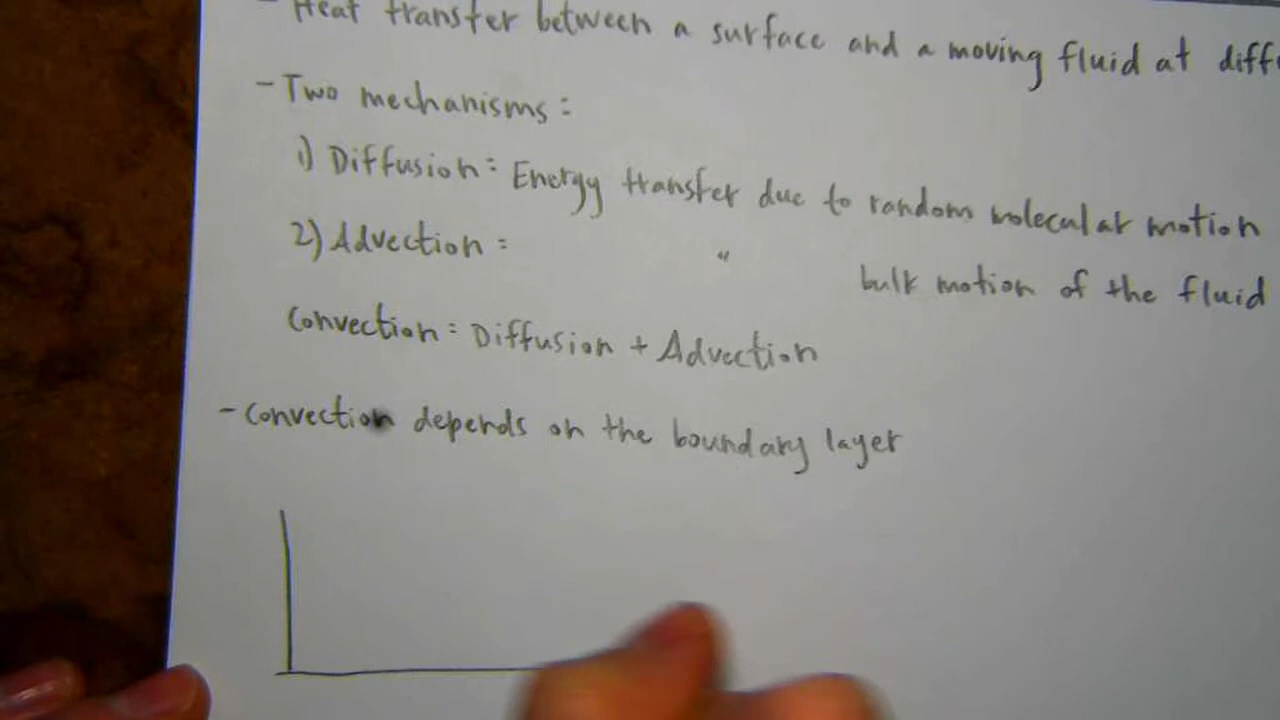 - Heat transfer between a surface and a moving fluid at diff
- Two mechanisms:
1) Diffusion: Energy transfer due to random molecular motion
2) Advection: " bulk motion of the fluid
Convection: Diffusion + Advection
- Convection depends on the boundary layer